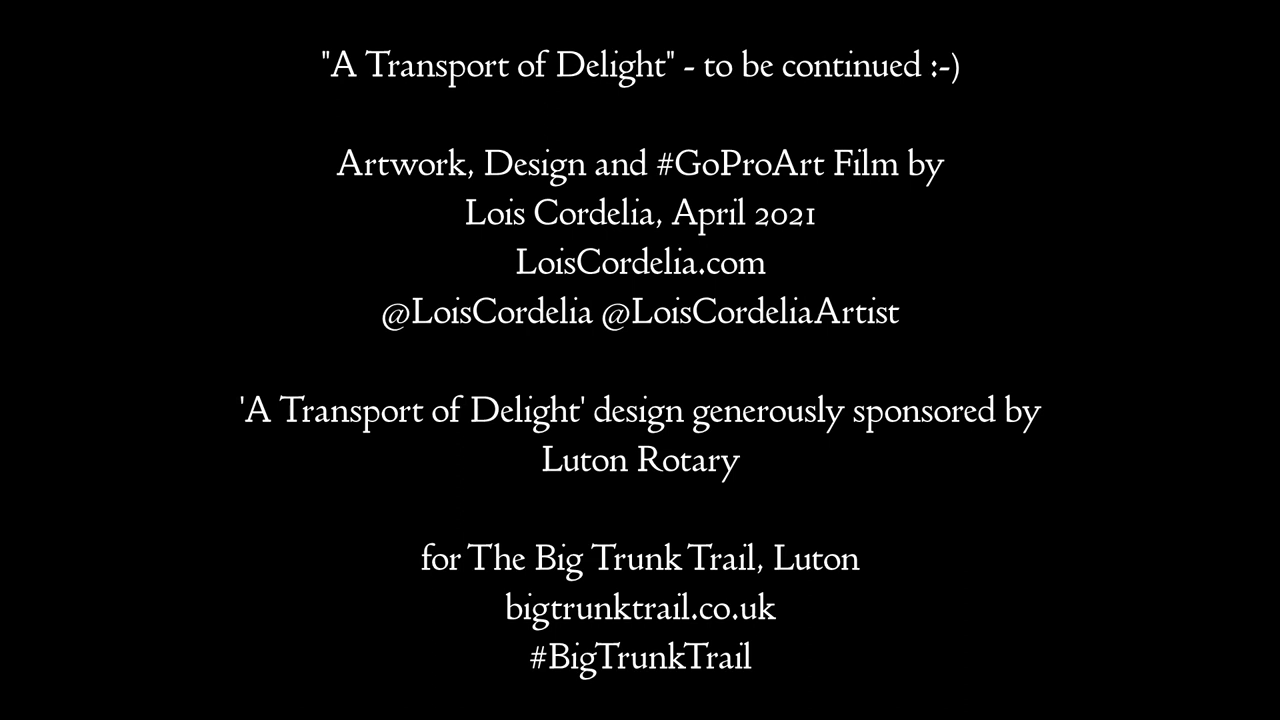 "A Transport of Delight" - to be continued :-)
Artwork, Design and #GoProArt Film by
Lois Cordelia, April 2021
LoisCordelia.com
@LoisCordelia @LoisCordeliaArtist
'A Transport of Delight' design generously sponsored by
Luton Rotary
for The Big Trunk Trail, Luton
bigtrunktrail.co.uk
#BigTrunkTrail